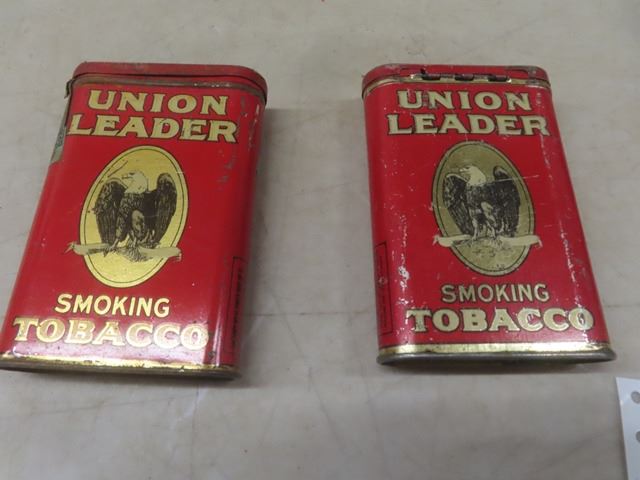 UNION
LEADER
SMOKING
TOBACCO
UNION
LEADER
SMOKING
TOBACCO